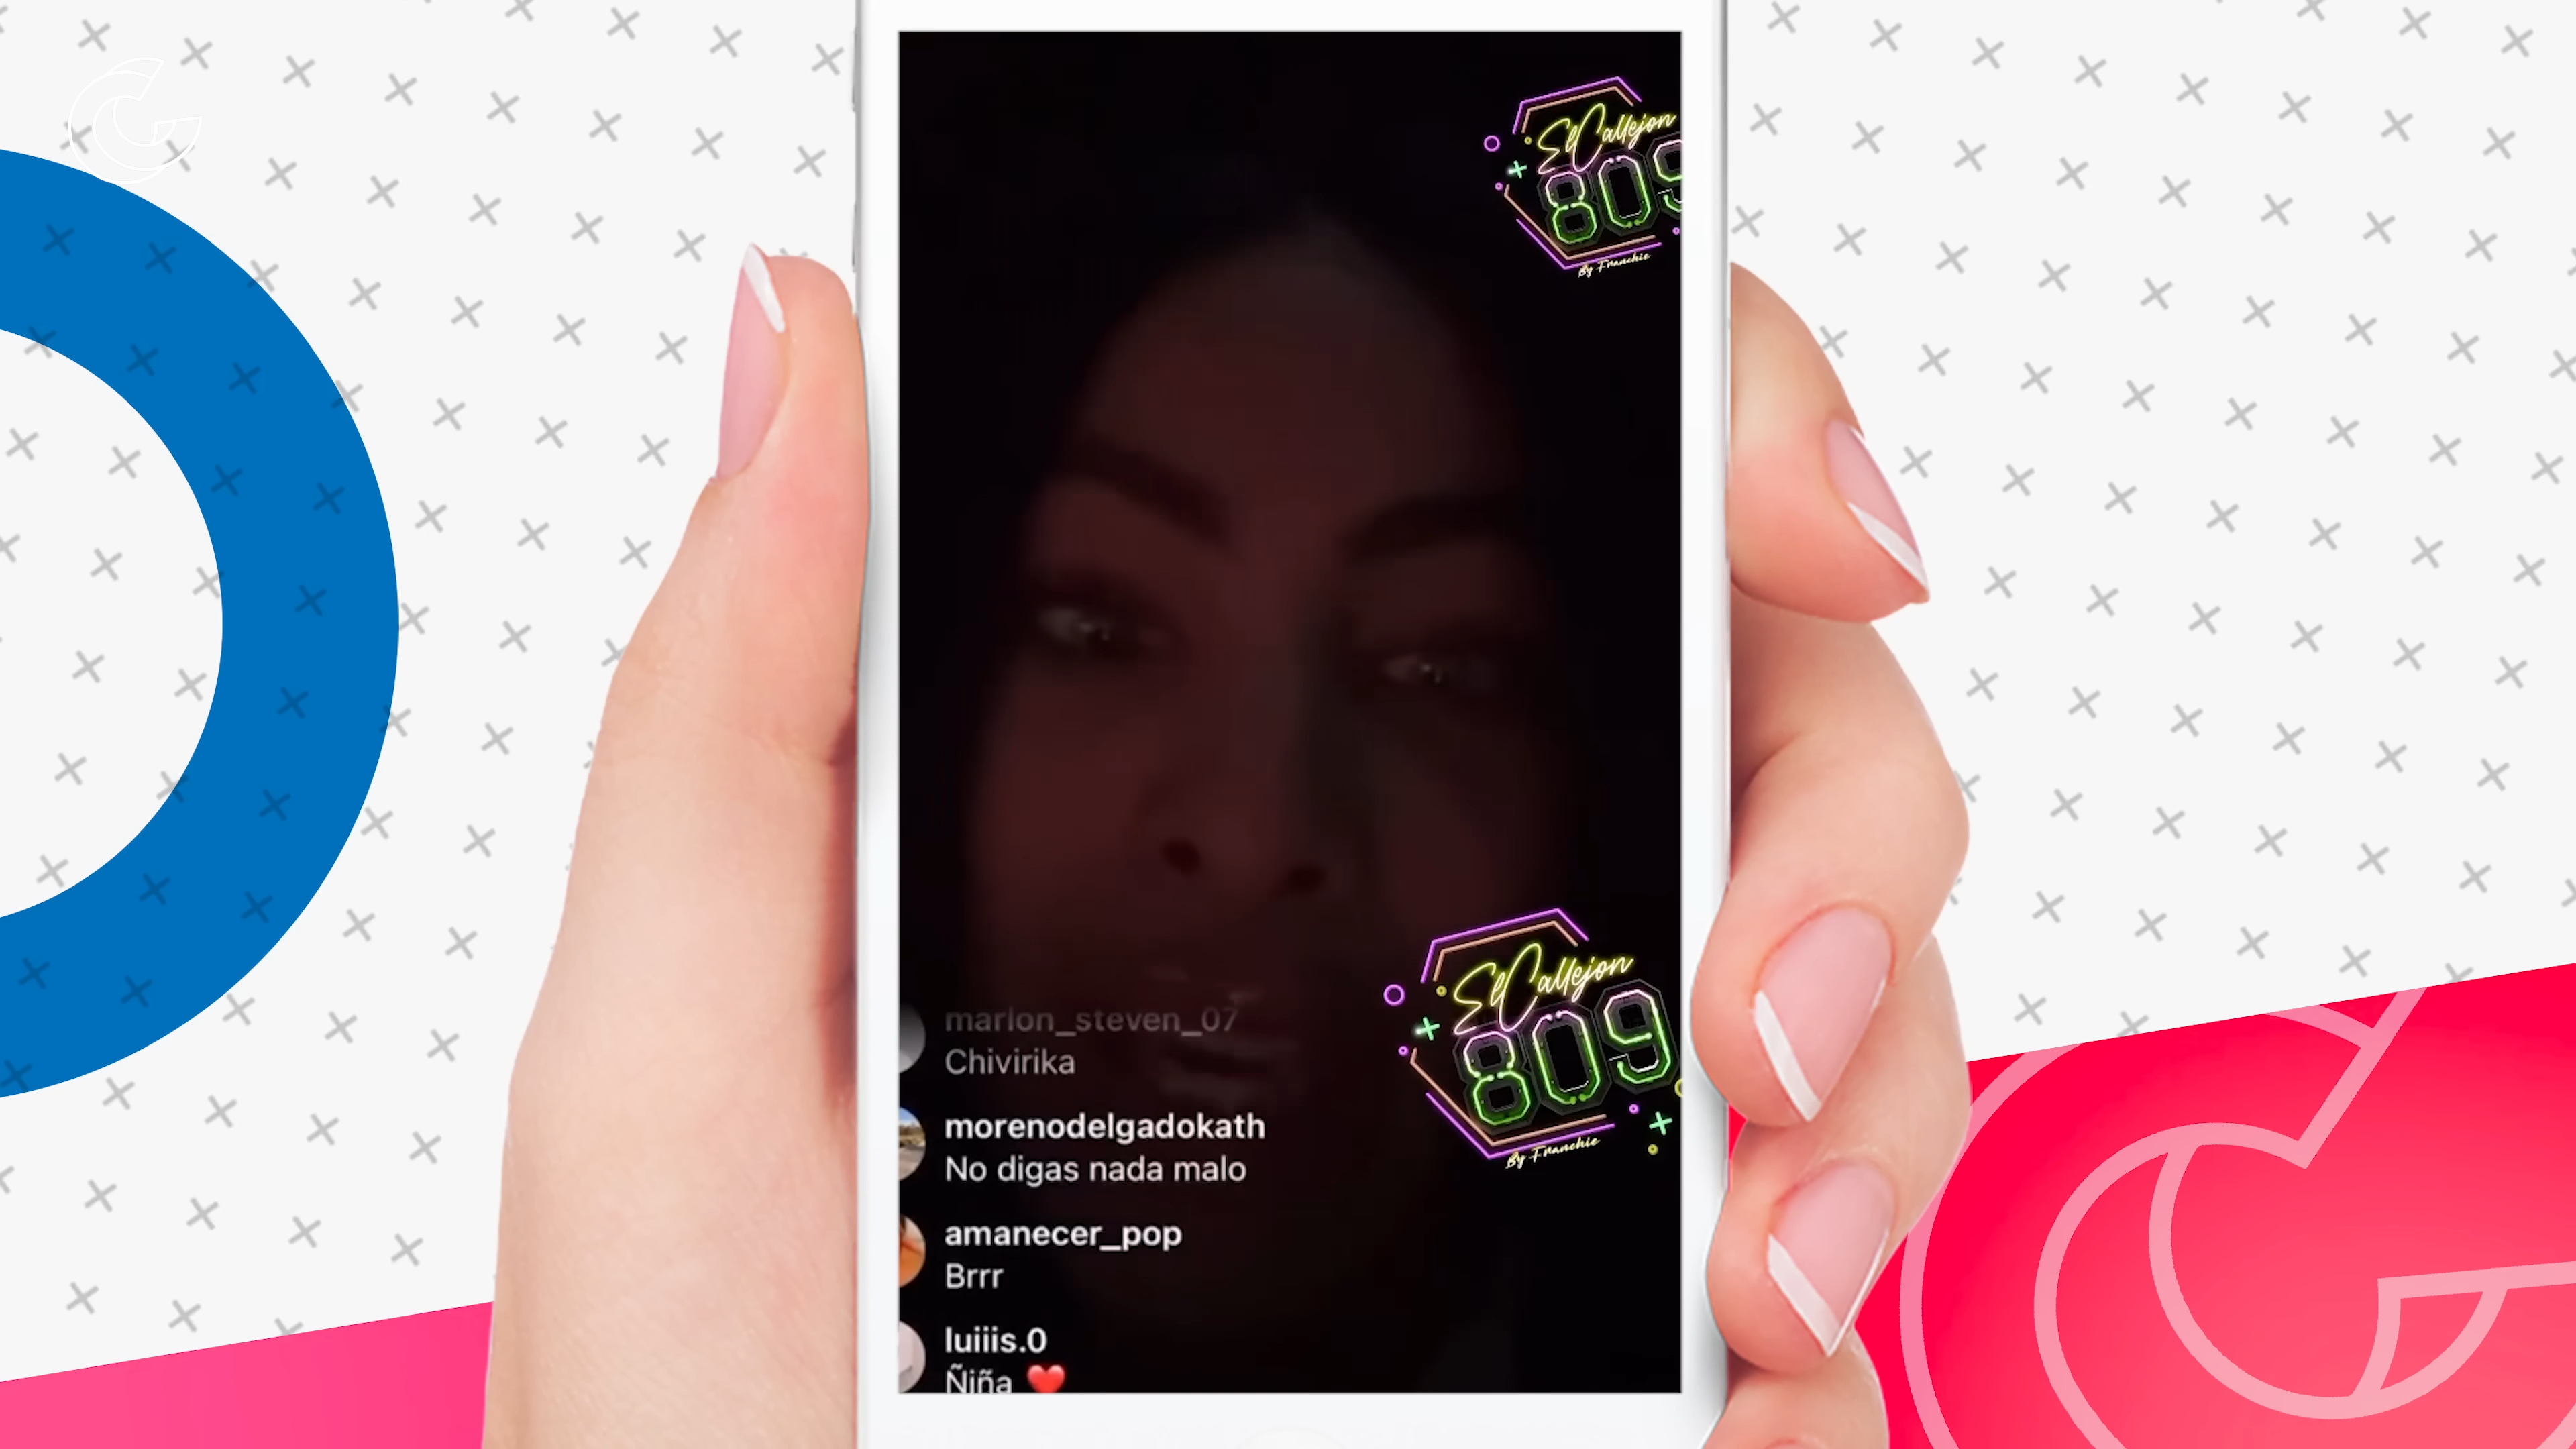 El Callejon
809
By Franchie
marlon_steven_07
Chivirika
El Callejon
809
By Franchie
morenodelgadokath
No digas nada malo
amanecer_pop
Brrr
luiiis.0
Ñiña ❤️